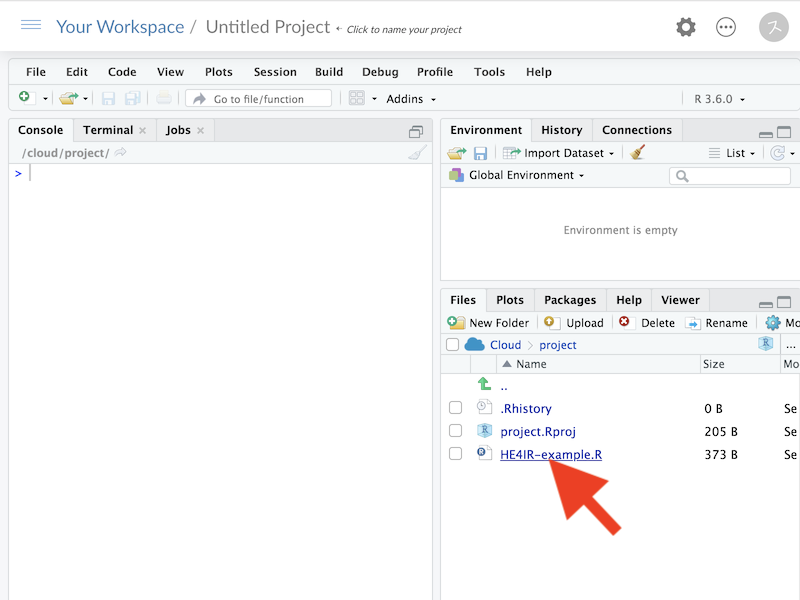 Your Workspace / Untitled Project ← Click to name your project
ス
File Edit Code View Plots Session Build Debug Profile Tools Help
Go to file/function Addins R 3.6.0
Console Terminal Jobs
/cloud/project/
>
Environment History Connections
Import Dataset List
Global Environment
Environment is empty
Files Plots Packages Help Viewer
New Folder Upload Delete Rename Mo
Cloud project R ...
Name Size Mo
..
.Rhistory 0 B Se
R project.Rproj 205 B Se
R HE4IR-example.R 373 B Se